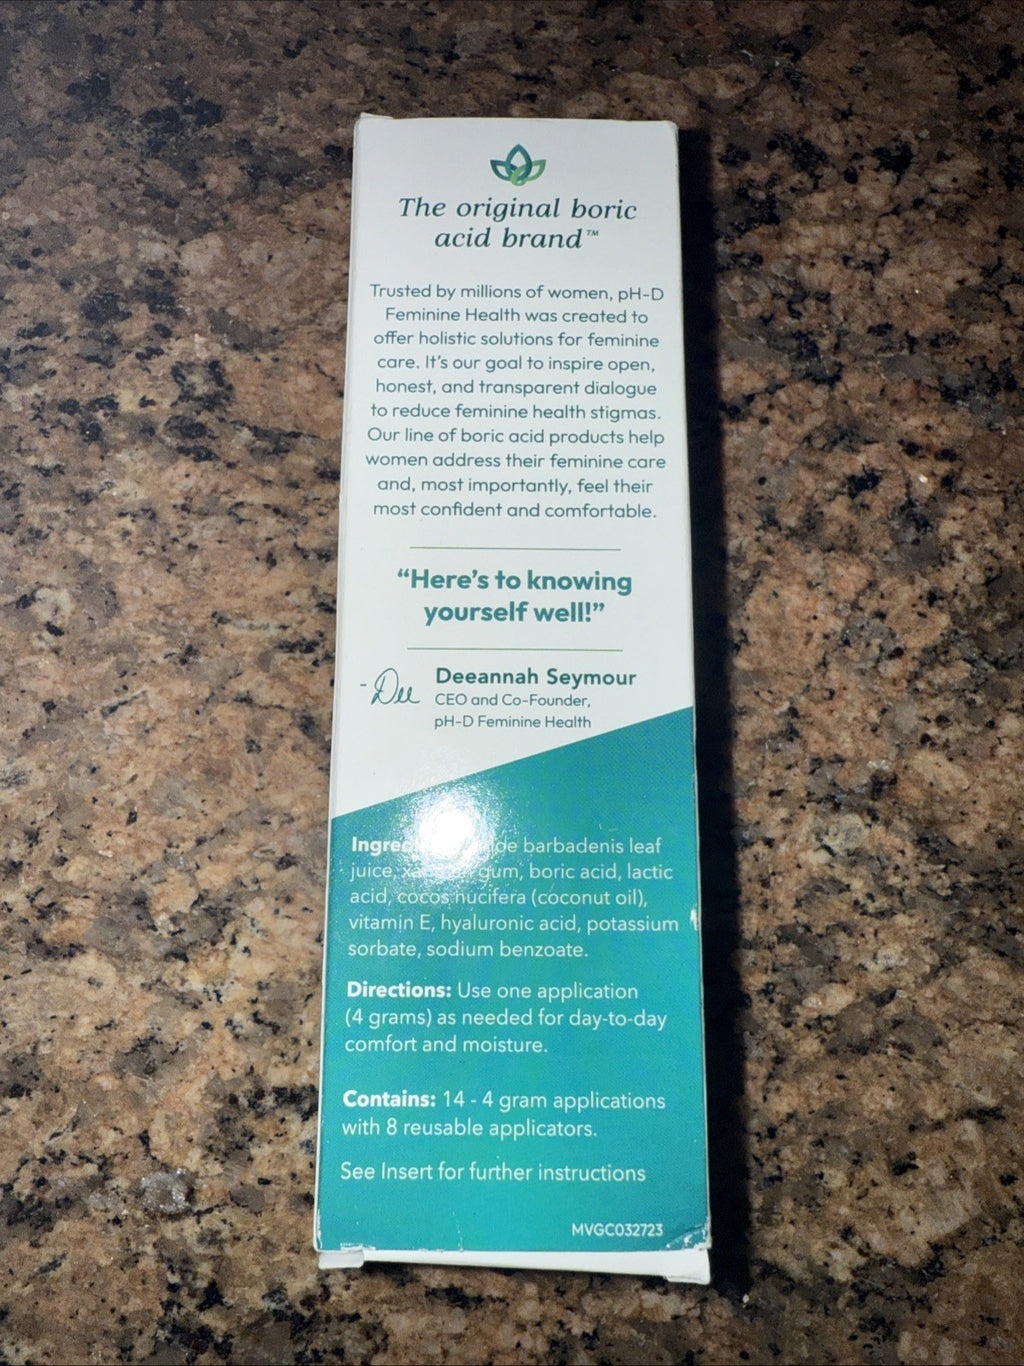 The original boric
acid brand™
Trusted by millions of women, pH-D
Feminine Health was created to
offer holistic solutions for feminine
care. It's our goal to inspire open,
honest, and transparent dialogue
to reduce feminine health stigmas.
Our line of boric acid products help
women address their feminine care
and, most importantly, feel their
most confident and comfortable.
“Here's to knowing
yourself well!”
-Dee
Deeannah Seymour
CEO and Co-Founder,
pH-D Feminine Health
barbadenis leaf
juice, gum, boric acid, lactic
acid, cocos nucifera (coconut oil),
vitamin E, hyaluronic acid, potassium
sorbate, sodium benzoate.
Directions: Use one application
(4 grams) as needed for day-to-day
comfort and moisture.
Contains: 14 - 4 gram applications
with 8 reusable applicators.
See Insert for further instructions
MVGC032723